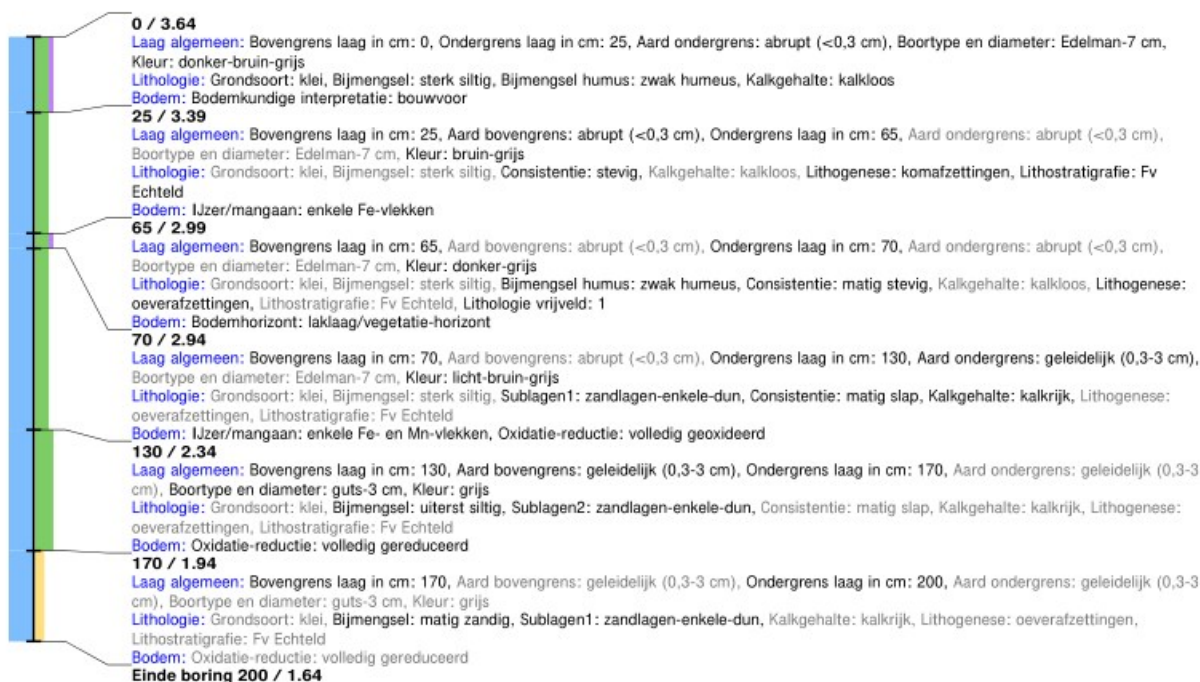 0 / 3.64
Laag algemeen: Bovengrens laag in cm: 0, Ondergrens laag in cm: 25, Aard ondergrens: abrupt (<0,3 cm), Boortype en diameter: Edelman-7 cm,
Kleur: donker-bruin-grijs
Lithologie: Grondsoort: klei, Bijmengsel: sterk siltig, Bijmengsel humus: zwak humeus, Kalkgehalte: kalkloos
Bodem: Bodemkundige interpretatie: bouwvoor
25 / 3.39
Laag algemeen: Bovengrens laag in cm: 25, Aard bovengrens: abrupt (<0,3 cm), Ondergrens laag in cm: 65, Aard ondergrens: abrupt (<0,3 cm),
Boortype en diameter: Edelman-7 cm, Kleur: bruin-grijs
Lithologie: Grondsoort: klei, Bijmengsel: sterk siltig, Consistentie: stevig, Kalkgehalte: kalkloos, Lithogenese: komafzettingen, Lithostratigrafie: Fv
Echteld
Bodem: IJzer/mangaan: enkele Fe-vlekken
65 / 2.99
Laag algemeen: Bovengrens laag in cm: 65, Aard bovengrens: abrupt (<0,3 cm), Ondergrens laag in cm: 70, Aard ondergrens: abrupt (<0,3 cm),
Boortype en diameter: Edelman-7 cm, Kleur: donker-grijs
Lithologie: Grondsoort: klei, Bijmengsel: sterk siltig, Bijmengsel humus: zwak humeus, Consistentie: matig stevig, Kalkgehalte: kalkloos, Lithogenese:
oeverafzettingen, Lithostratigrafie: Fv Echteld, Lithologie vrijveld: 1
Bodem: Bodemhorizont: laklaag/vegetatie-horizont
70 / 2.94
Laag algemeen: Bovengrens laag in cm: 70, Aard bovengrens: abrupt (<0,3 cm), Ondergrens laag in cm: 130, Aard ondergrens: geleidelijk (0,3-3 cm),
Boortype en diameter: Edelman-7 cm, Kleur: licht-bruin-grijs
Lithologie: Grondsoort: klei, Bijmengsel: sterk siltig, Sublagen1: zandlagen-enkele-dun, Consistentie: matig slap, Kalkgehalte: kalkrijk, Lithogenese:
oeverafzettingen, Lithostratigrafie: Fv Echteld
Bodem: IJzer/mangaan: enkele Fe- en Mn-vlekken, Oxidatie-reductie: volledig geoxideerd
130 / 2.34
Laag algemeen: Bovengrens laag in cm: 130, Aard bovengrens: geleidelijk (0,3-3 cm), Ondergrens laag in cm: 170, Aard ondergrens: geleidelijk (0,3-3
cm), Boortype en diameter: guts-3 cm, Kleur: grijs
Lithologie: Grondsoort: klei, Bijmengsel: uiterst siltig, Sublagen2: zandlagen-enkele-dun, Consistentie: matig slap, Kalkgehalte: kalkrijk, Lithogenese:
oeverafzettingen, Lithostratigrafie: Fv Echteld
Bodem: Oxidatie-reductie: volledig gereduceerd
170 / 1.94
Laag algemeen: Bovengrens laag in cm: 170, Aard bovengrens: geleidelijk (0,3-3 cm), Ondergrens laag in cm: 200, Aard ondergrens: geleidelijk (0,3-3
cm), Boortype en diameter: guts-3 cm, Kleur: grijs
Lithologie: Grondsoort: klei, Bijmengsel: matig zandig, Sublagen1: zandlagen-enkele-dun, Kalkgehalte: kalkrijk, Lithogenese: oeverafzettingen,
Lithostratigrafie: Fv Echteld
Bodem: Oxidatie-reductie: volledig gereduceerd
Einde boring 200 / 1.64